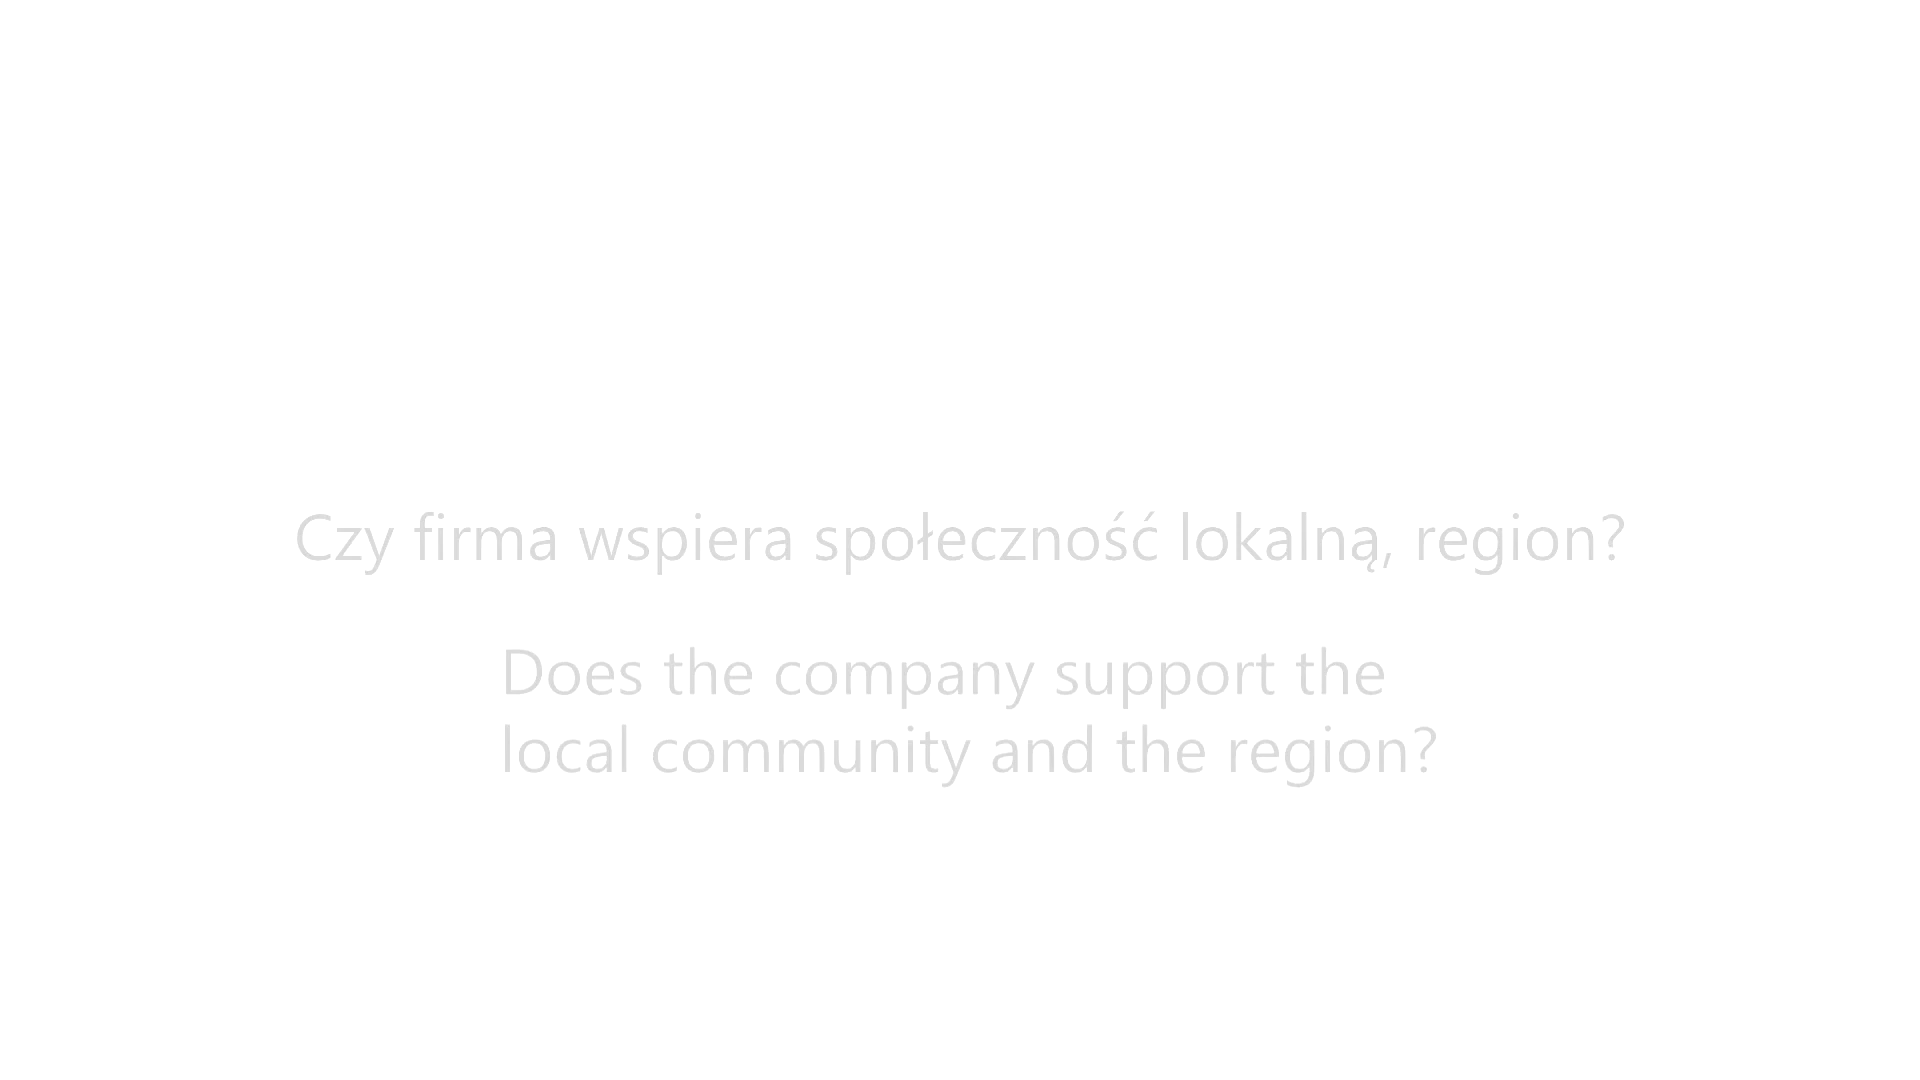 Czy firma wspiera społeczność lokalną, region?
Does the company support the
local community and the region?